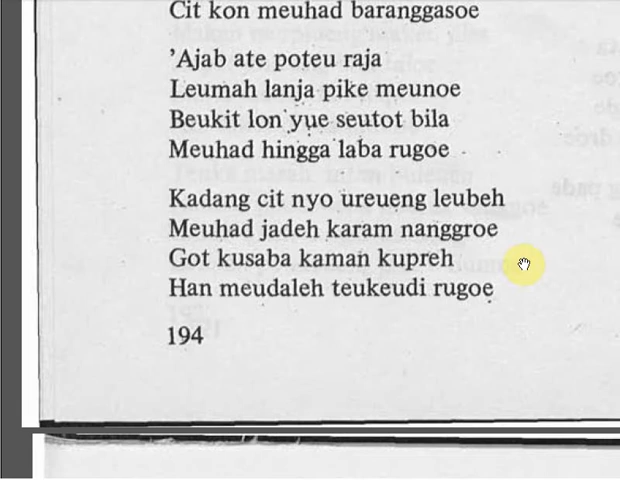 Cit kon meuhad baranggasoe
'Ajab ate poteu raja
Leumah lanja pike meunoe
Beukit lon yue seutot bila
Meuhad hingga laba rugoe
Kadang cit nyo ureueng leubeh
Meuhad jadeh karam nanggroe
Got kusaba kaman kupreh
Han meudaleh teukeudi rugoe
194